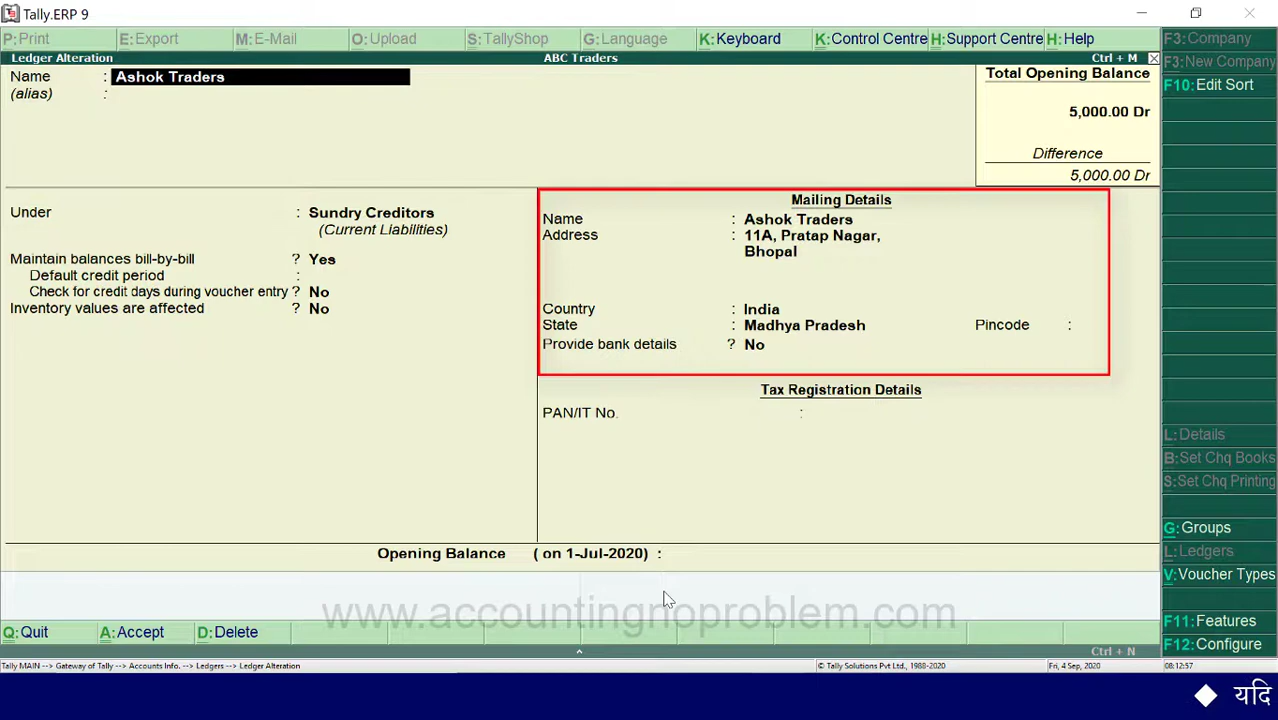 Tally.ERP 9
P: Print E: Export M: E-Mail O: Upload S: TallyShop G: Language K: Keyboard K: Control Centre H: Support Centre H: Help
F3: Company
Ledger Alteration ABC Traders Ctrl + M
F3: New Company
Name : Ashok Traders
(alias) :
Total Opening Balance
F10: Edit Sort
5,000.00 Dr
Difference
5,000.00 Dr
Under : Sundry Creditors
(Current Liabilities)
Maintain balances bill-by-bill ? Yes
Default credit period :
Check for credit days during voucher entry ? No
Inventory values are affected ? No
Mailing Details
Name : Ashok Traders
Address : 11A, Pratap Nagar,
Bhopal
Country : India
State : Madhya Pradesh Pincode :
Provide bank details ? No
Tax Registration Details
PAN/IT No. :
L: Details
B: Set Chq Books
S: Set Chq Printing
G: Groups
L: Ledgers
V: Voucher Types
F11: Features
F12: Configure
Opening Balance ( on 1-Jul-2020) :
www.accountingnoproblem.com
Q: Quit A: Accept D: Delete
Ctrl + N
Tally MAIN --> Gateway of Tally --> Accounts Info. --> Ledgers --> Ledger Alteration © Tally Solutions Pvt Ltd., 1988-2020 Fri, 4 Sep, 2020 08:12:57
यदि